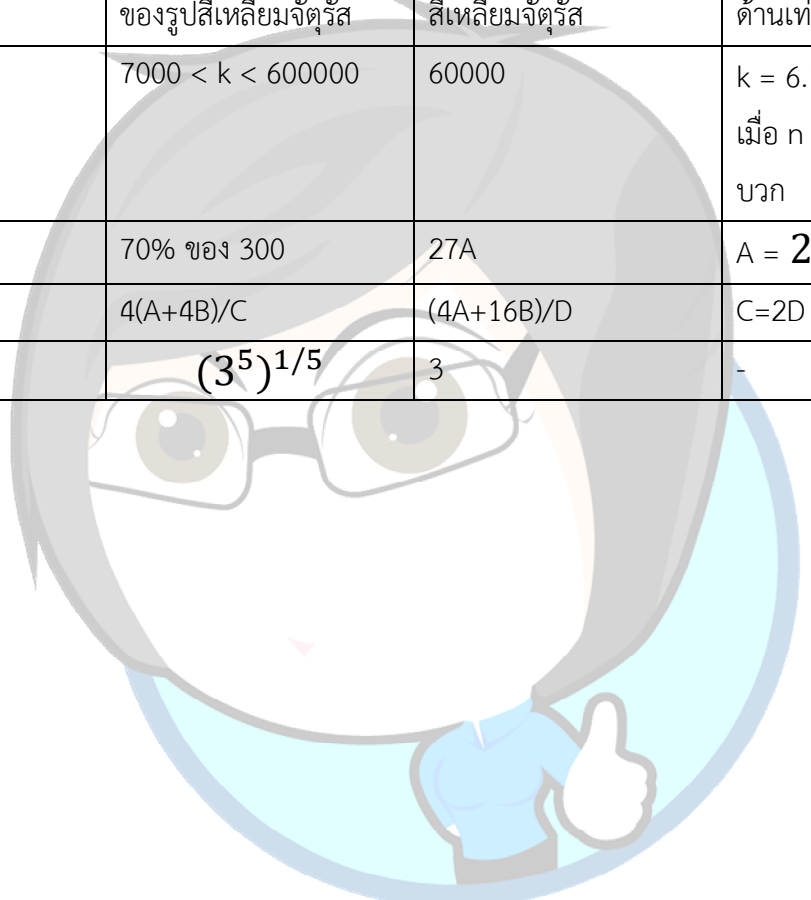 ของรูปสี่เหลี่ยมจัตุรัส สี่เหลี่ยมจัตุรัส ด้านเท่
7000 < k < 600000 60000 k = 6.
เมื่อ n
บวก
70% ของ 300 27A A = 2
4(A+4B)/C (4A+16B)/D C=2D
(3⁵)¹ᐟ⁵ 3 -